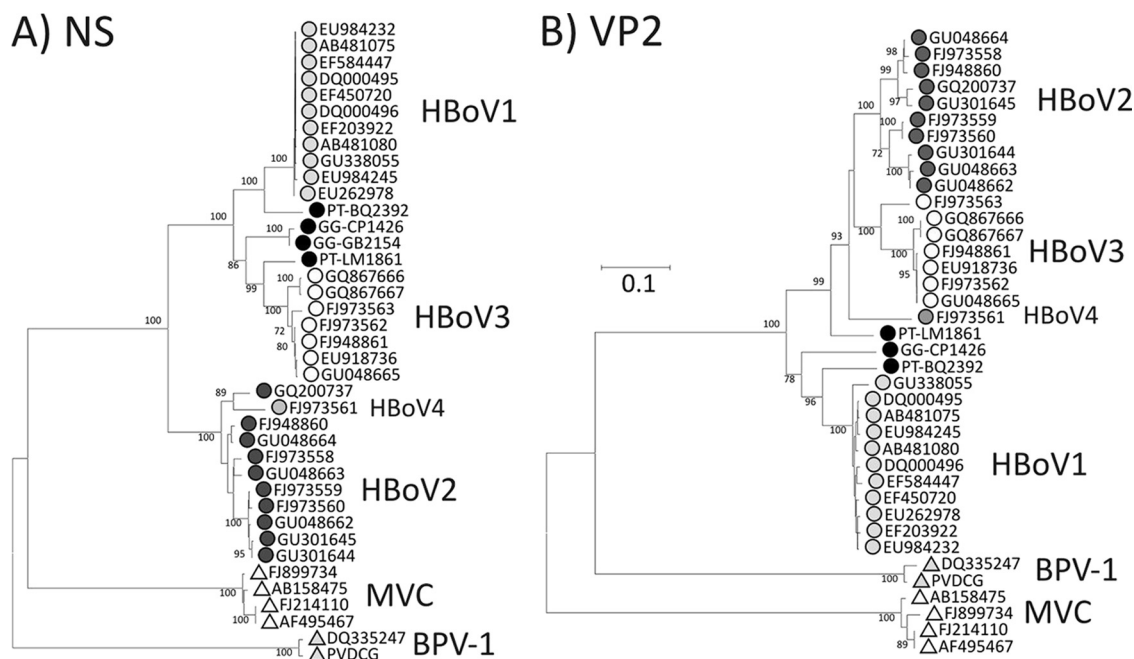 A) NS
EU984232
AB481075
EF584447
DQ000495
EF450720
DQ000496
EF203922
AB481080
GU338055
EU984245
EU262978
HBoV1
100
100
100
PT-BQ2392
GG-CP1426
GG-GB2154
PT-LM1861
100
86
99
GQ867666
GQ867667
FJ973563
FJ973562
FJ948861
EU918736
GU048665
HBoV3
100
72
80
100
GQ200737
FJ973561
HBoV4
89
FJ948860
GU048664
FJ973558
GU048663
FJ973559
FJ973560
GU048662
GU301645
GU301644
HBoV2
100
100
95
FJ899734
AB158475
FJ214110
AF495467
MVC
100
DQ335247
PVDCG
BPV-1
100
B) VP2
GU048664
FJ973558
FJ948860
GQ200737
GU301645
FJ973559
FJ973560
GU301644
GU048663
GU048662
HBoV2
98
99
97
100
100
72
100
FJ973563
GQ867666
GQ867667
FJ948861
EU918736
FJ973562
GU048665
HBoV3
100
100
100
95
93
FJ973561
HBoV4
99
0.1
PT-LM1861
GG-CP1426
PT-BQ2392
100
78
96
GU338055
DQ000495
AB481075
EU984245
AB481080
DQ000496
EF584447
EF450720
EU262978
EF203922
EU984232
HBoV1
100
DQ335247
PVDCG
BPV-1
100
AB158475
FJ899734
FJ214110
AF495467
MVC
100
89